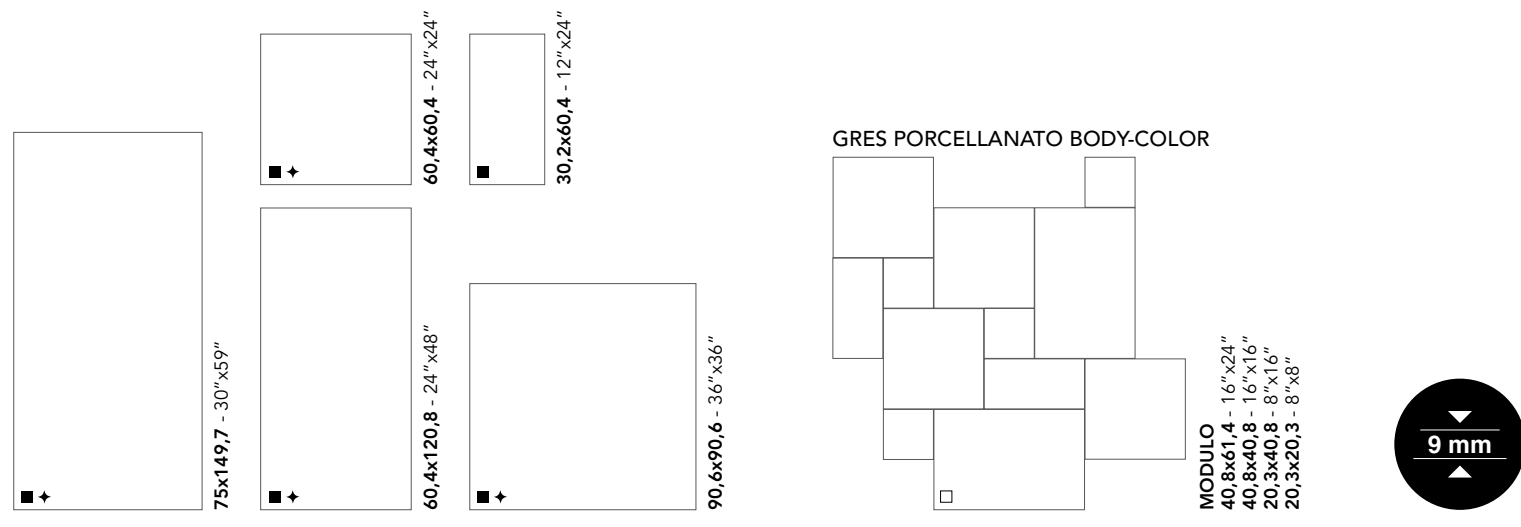 60,4x60,4 - 24”x24”
30,2x60,4 - 12”x24”
75x149,7 - 30”x59”
60,4x120,8 - 24”x48”
90,6x90,6 - 36”x36”
GRES PORCELLANATO BODY-COLOR
MODULO
40,8x61,4 - 16”x24”
40,8x40,8 - 16”x16”
20,3x40,8 - 8”x16”
20,3x20,3 - 8”x8”
9 mm